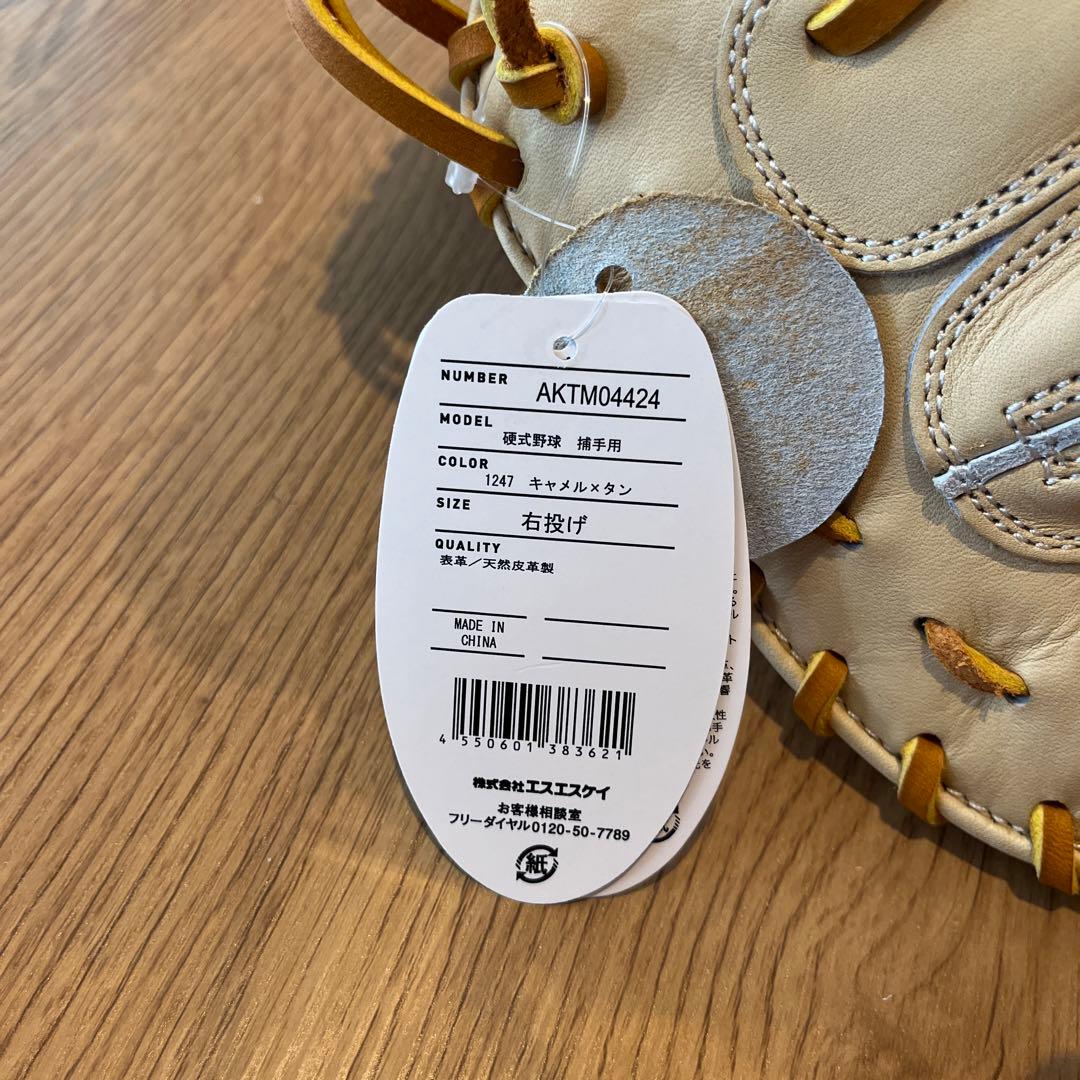 NUMBER AKTM04424
MODEL 硬式野球 捕手用
COLOR 1247 キャメル×タン
SIZE 右投げ
QUALITY
表革／天然皮革製
MADE IN
CHINA
4 550601 383621
株式会社エスエスケイ
お客様相談室
フリーダイヤル0120-50-7789
紙